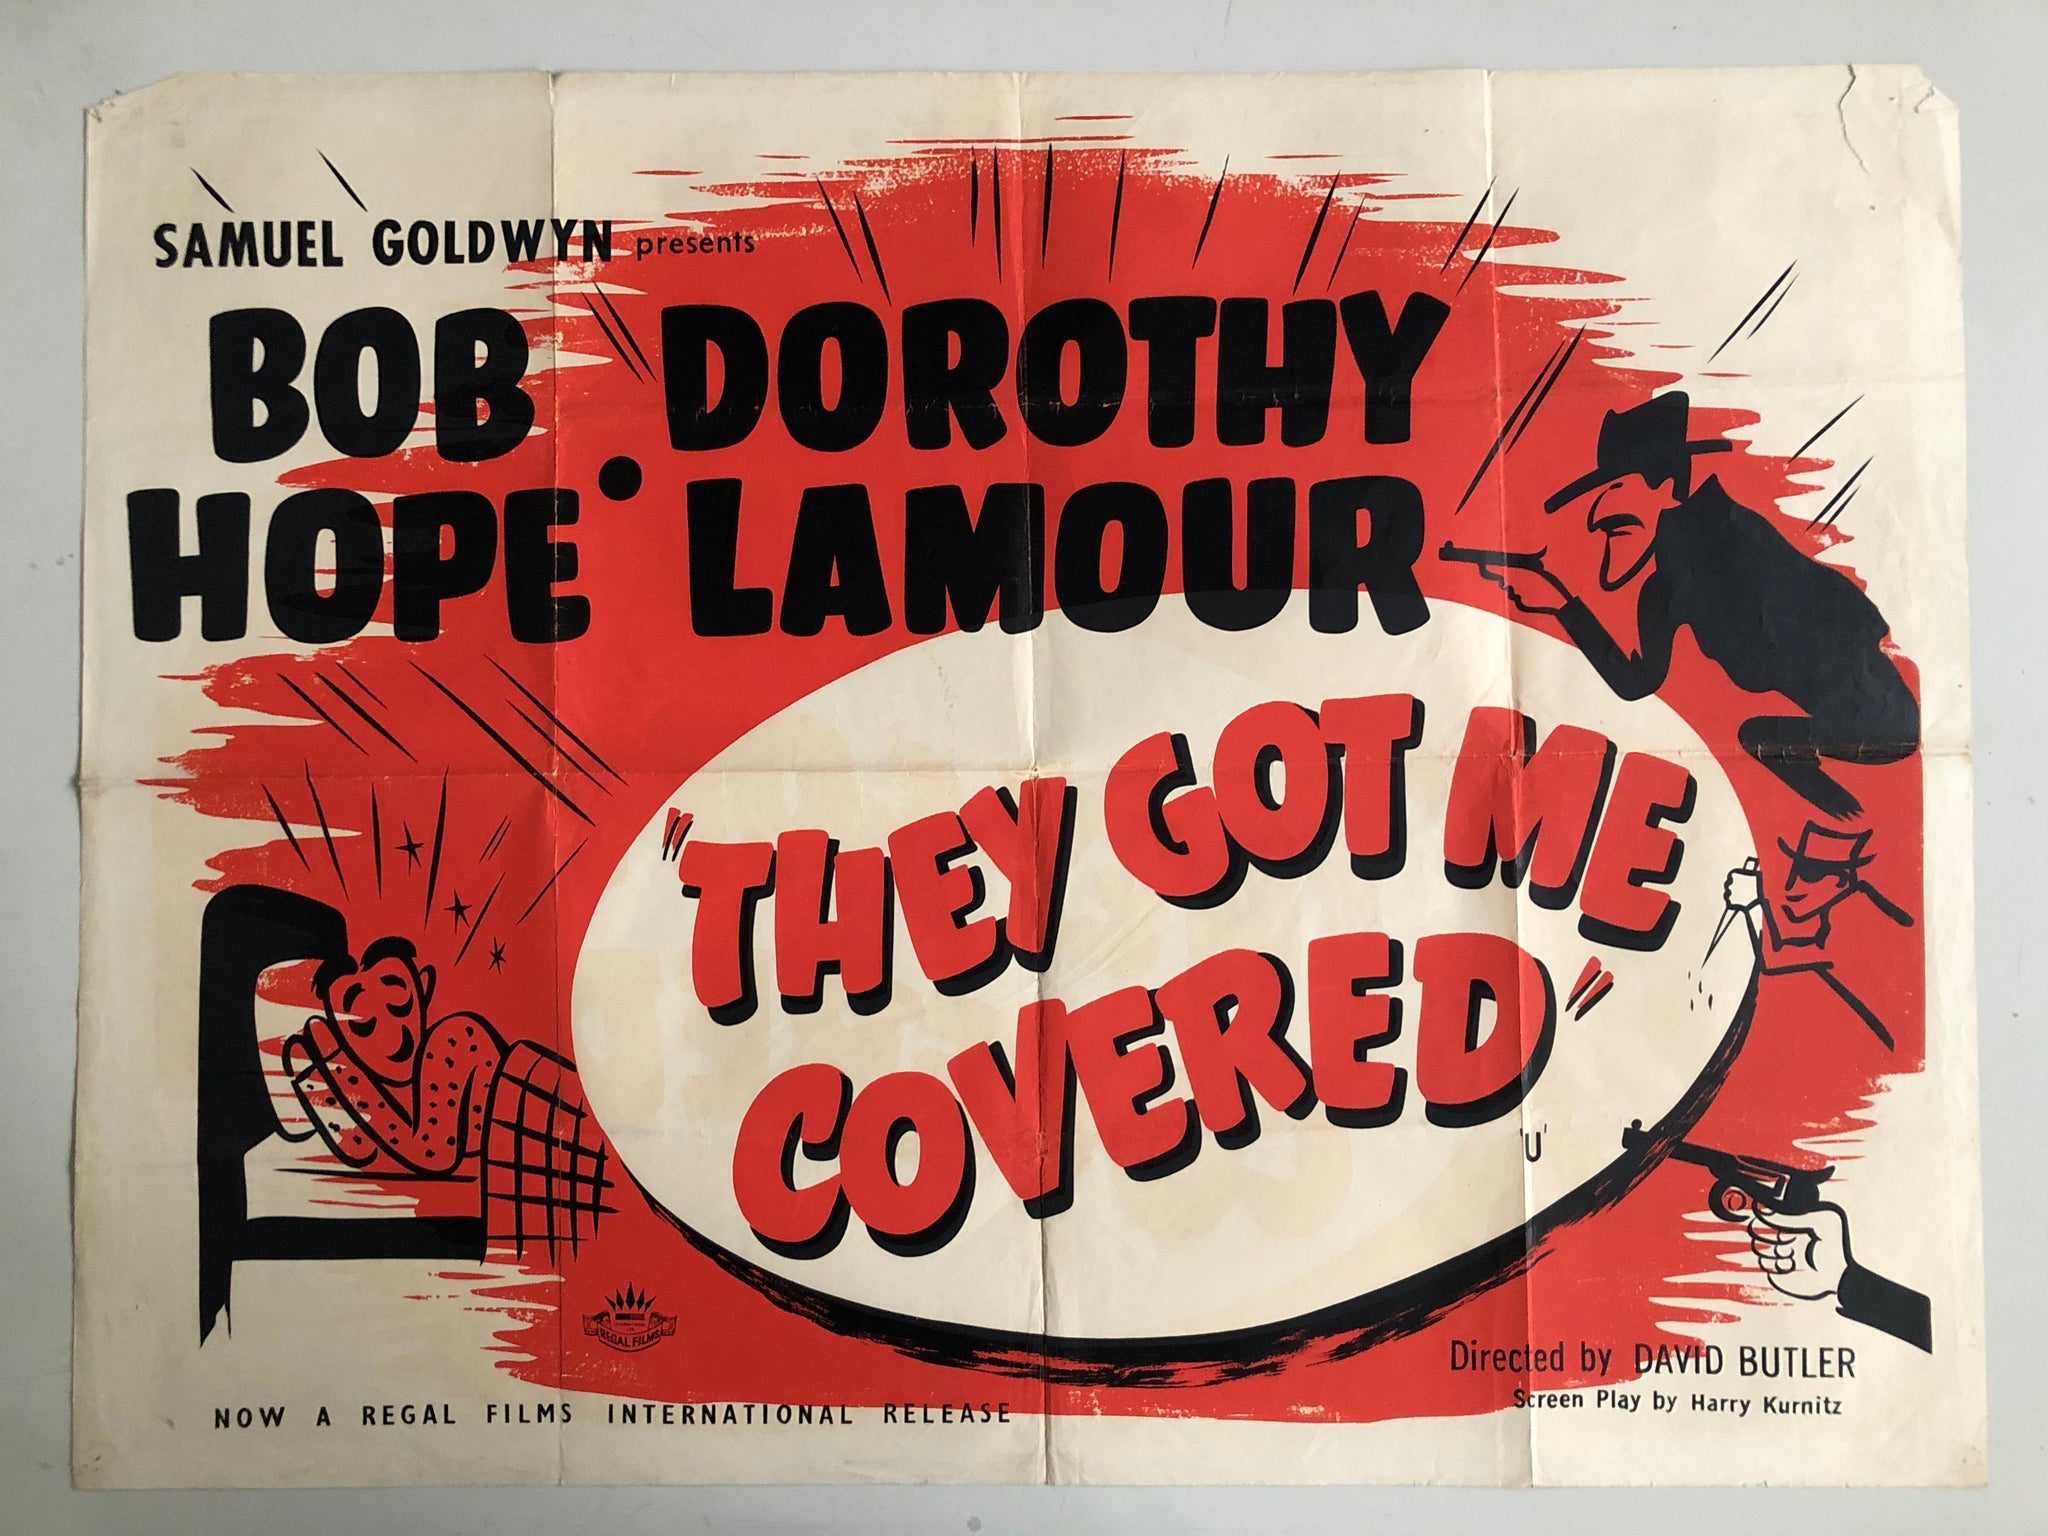 SAMUEL GOLDWYN presents
BOB DOROTHY
HOPE • LAMOUR
"THEY GOT ME
COVERED"
'U'
INTERNATIONAL
REGAL FILMS
Directed by DAVID BUTLER
Screen Play by Harry Kurnitz
NOW A REGAL FILMS INTERNATIONAL RELEASE